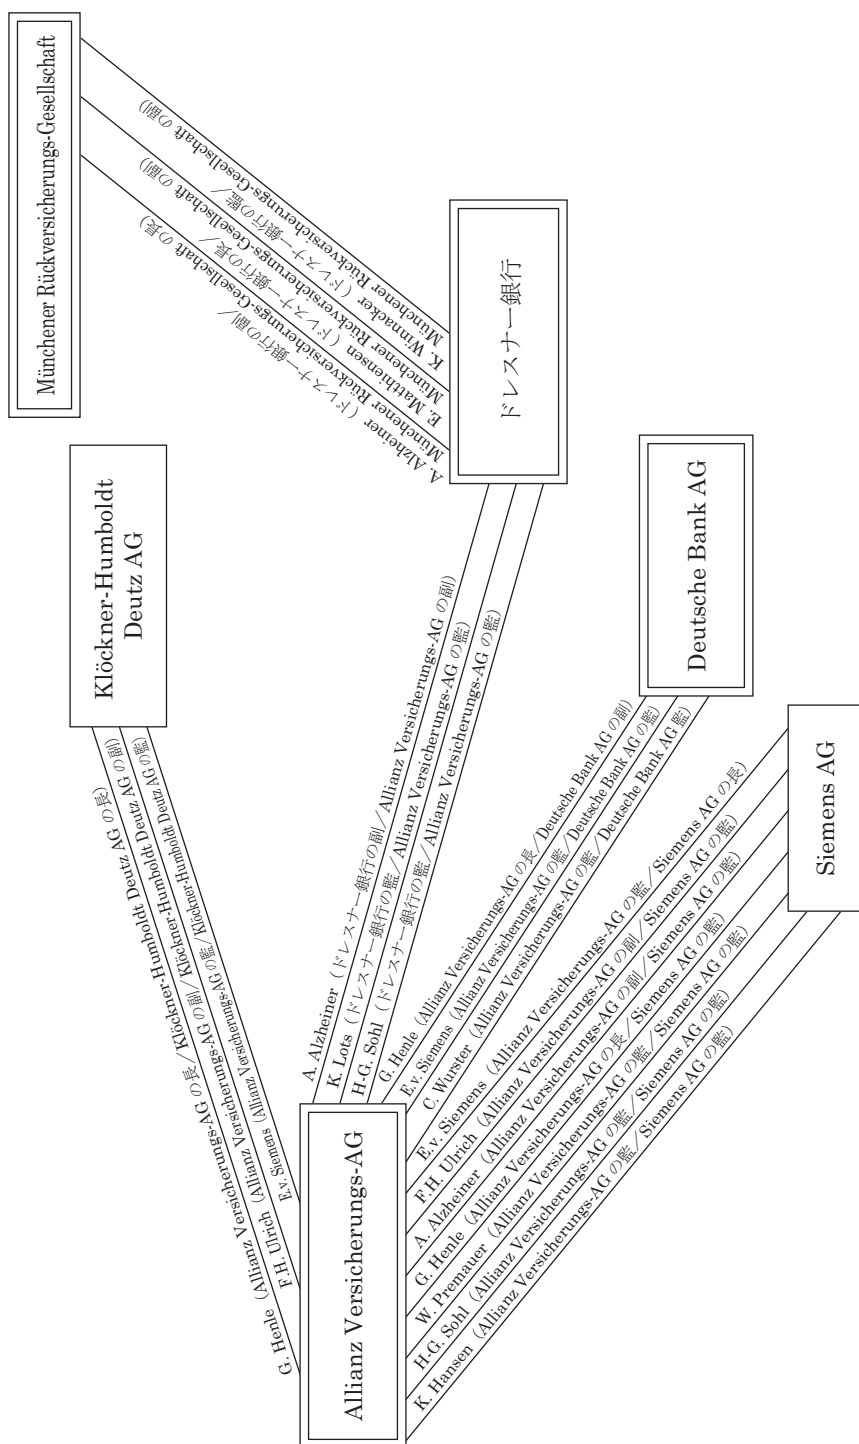 Münchener Rückversicherungs-Gesellschaft
A. Alzheiner (ドレスナー銀行の副/
Münchener Rückversicherungs-Gesellschaft の長)
E. Matthiensen (ドレスナー銀行の長/
Münchener Rückversicherungs-Gesellschaft の副)
K. Winnacker (ドレスナー銀行の監/
Münchener Rückversicherungs-Gesellschaft の副)
ドレスナー銀行
Klöckner-Humboldt
Deutz AG
G. Henle (Allianz Versicherungs-AG の長/Klöckner-Humboldt Deutz AG の長)
F.H. Ulrich (Allianz Versicherungs-AG の副/Klöckner-Humboldt Deutz AG の副)
E.v. Siemens (Allianz Versicherungs-AG の監/Klöckner-Humboldt Deutz AG の監)
A. Alzheiner (ドレスナー銀行の副/Allianz Versicherungs-AG の副)
K. Lots (ドレスナー銀行の監/Allianz Versicherungs-AG の監)
H-G. Sohl (ドレスナー銀行の監/Allianz Versicherungs-AG の監)
G. Henle (Allianz Versicherungs-AG の長/Deutsche Bank AG の副)
E.v. Siemens (Allianz Versicherungs-AG の監/Deutsche Bank AG の監)
C. Wurster (Allianz Versicherungs-AG の監/Deutsche Bank AG 監)
Deutsche Bank AG
E.v. Siemens (Allianz Versicherungs-AG の監/Siemens AG の長)
F.H. Ulrich (Allianz Versicherungs-AG の副/Siemens AG の監)
A. Alzheiner (Allianz Versicherungs-AG の副/Siemens AG の監)
G. Henle (Allianz Versicherungs-AG の長/Siemens AG の監)
W. Premauer (Allianz Versicherungs-AG の監/Siemens AG の監)
H-G. Sohl (Allianz Versicherungs-AG の監/Siemens AG の監)
K. Hansen (Allianz Versicherungs-AG の監/Siemens AG の監)
Allianz Versicherungs-AG
Siemens AG